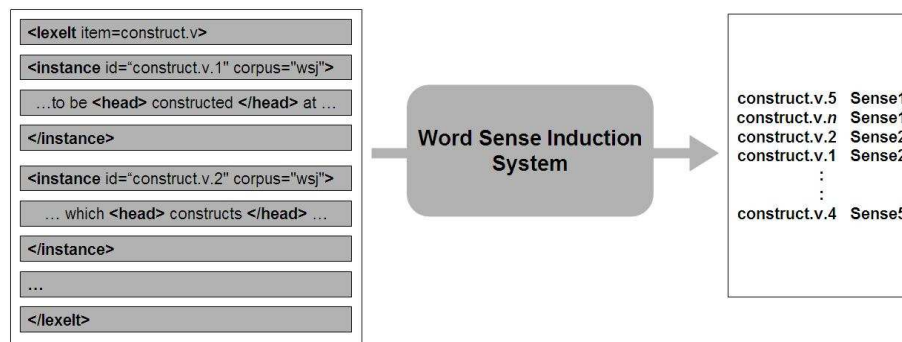 <lexelt item=construct.v>
<instance id="construct.v.1" corpus="wsj">
…to be <head> constructed </head> at …
</instance>
<instance id="construct.v.2" corpus="wsj">
… which <head> constructs </head> …
</instance>
…
</lexelt>
Word Sense Induction
System
construct.v.5 Sense1
construct.v.n Sense1
construct.v.2 Sense2
construct.v.1 Sense2
:
:
construct.v.4 Sense5